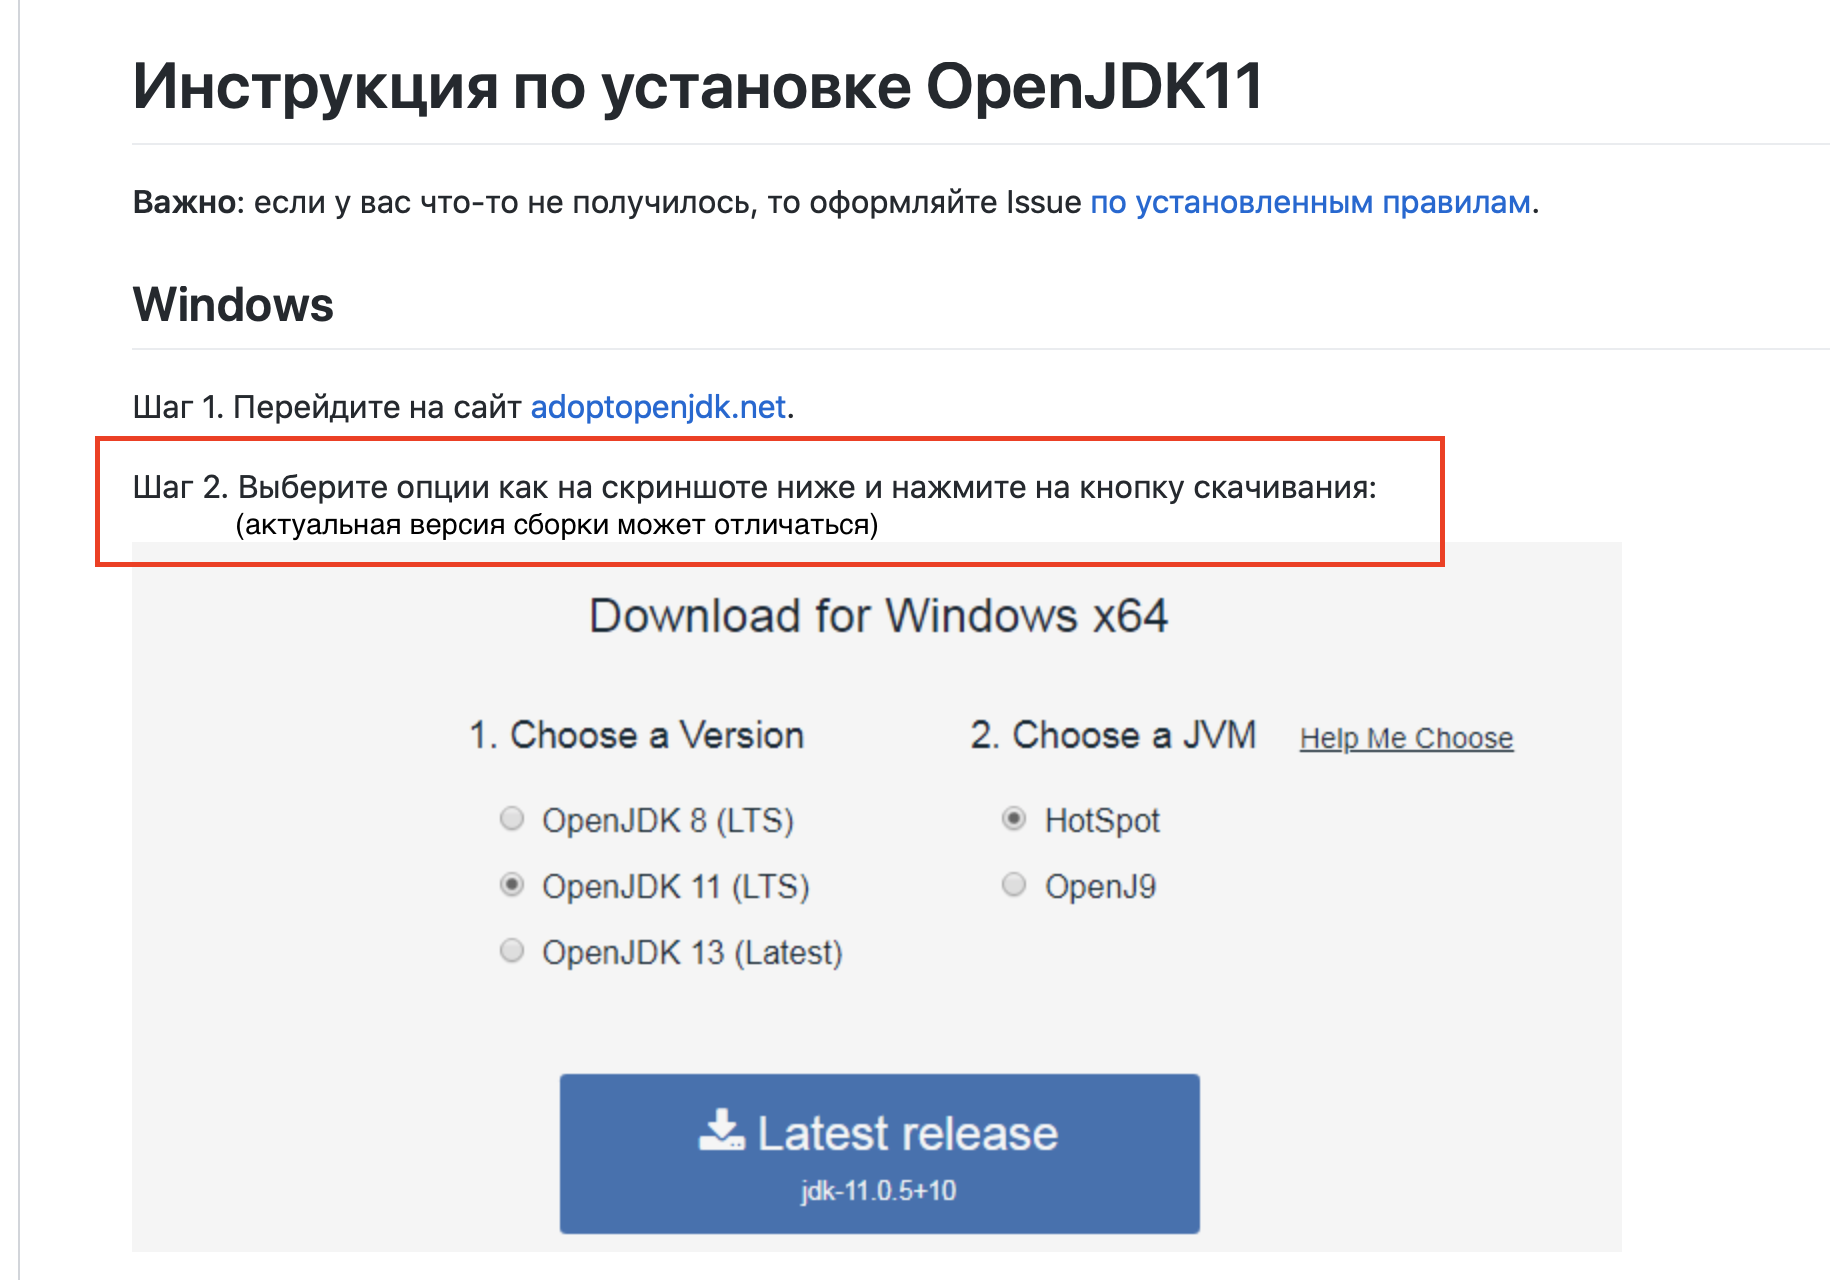 Инструкция по установке OpenJDK11
Важно: если у вас что-то не получилось, то оформляйте Issue по установленным правилам.
Windows
Шаг 1. Перейдите на сайт adoptopenjdk.net.
Шаг 2. Выберите опции как на скриншоте ниже и нажмите на кнопку скачивания:
(актуальная версия сборки может отличаться)
Download for Windows x64
1. Choose a Version
OpenJDK 8 (LTS)
OpenJDK 11 (LTS)
OpenJDK 13 (Latest)
2. Choose a JVM Help Me Choose
HotSpot
OpenJ9
Latest release
jdk-11.0.5+10